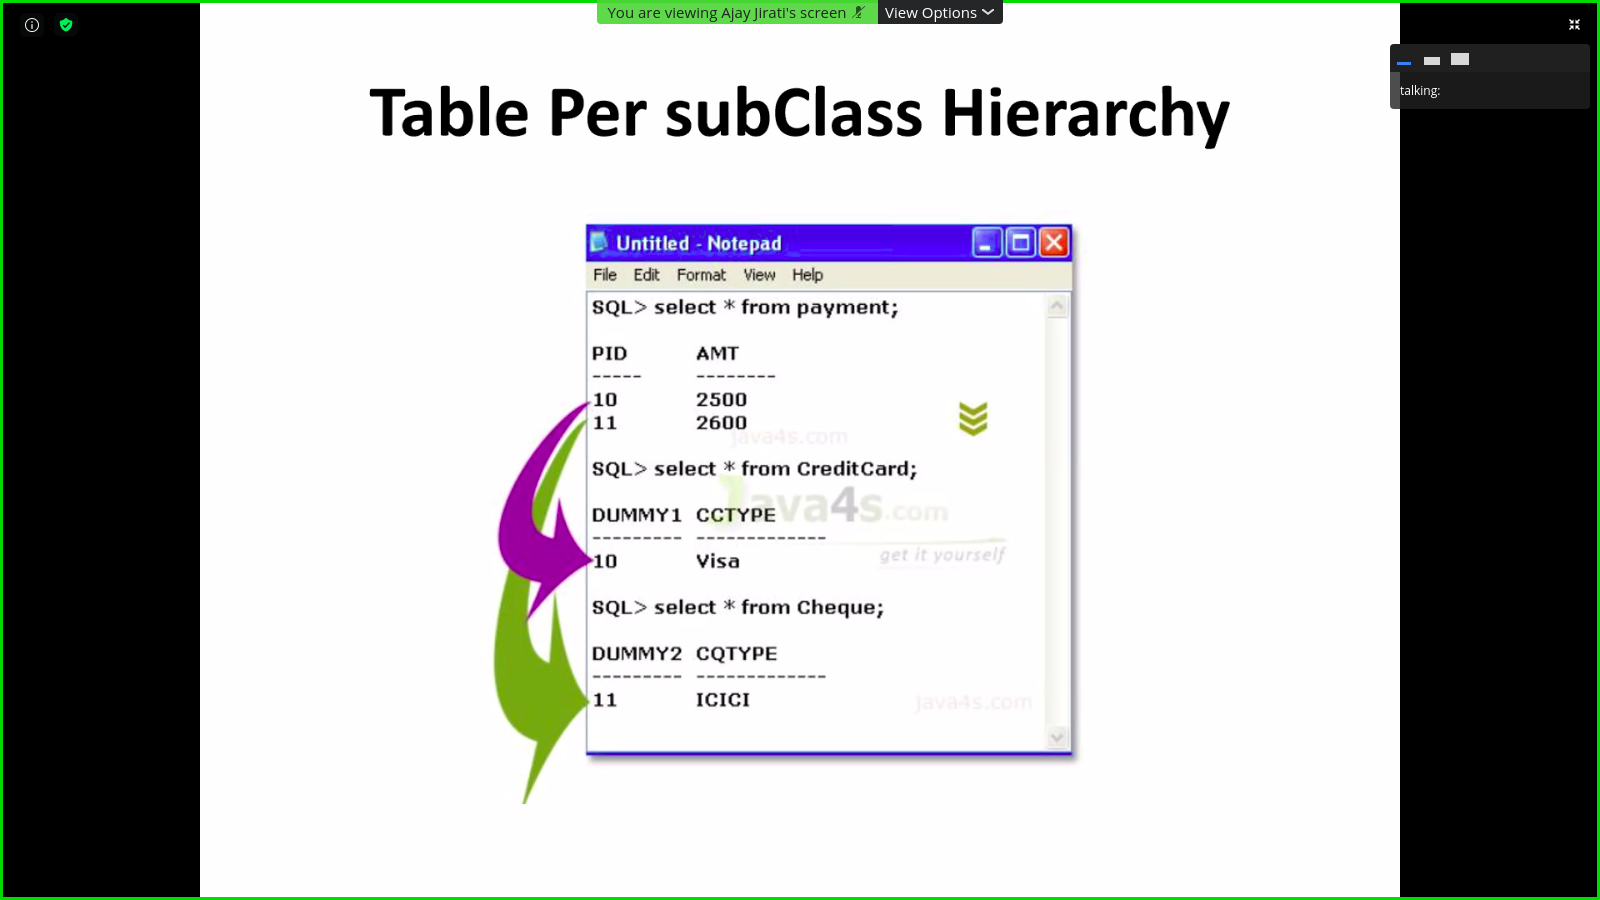 You are viewing Ajay Jirati's screen
View Options
talking:
Table Per subClass Hierarchy
Untitled - Notepad
File Edit Format View Help
SQL> select * from payment;
PID AMT
----- --------
10 2500
11 2600
java4s.com
SQL> select * from CreditCard;
Java4s.com
DUMMY1 CCTYPE
--------- -------------
get it yourself
10 Visa
SQL> select * from Cheque;
DUMMY2 CQTYPE
--------- -------------
11 ICICI
java4s.com